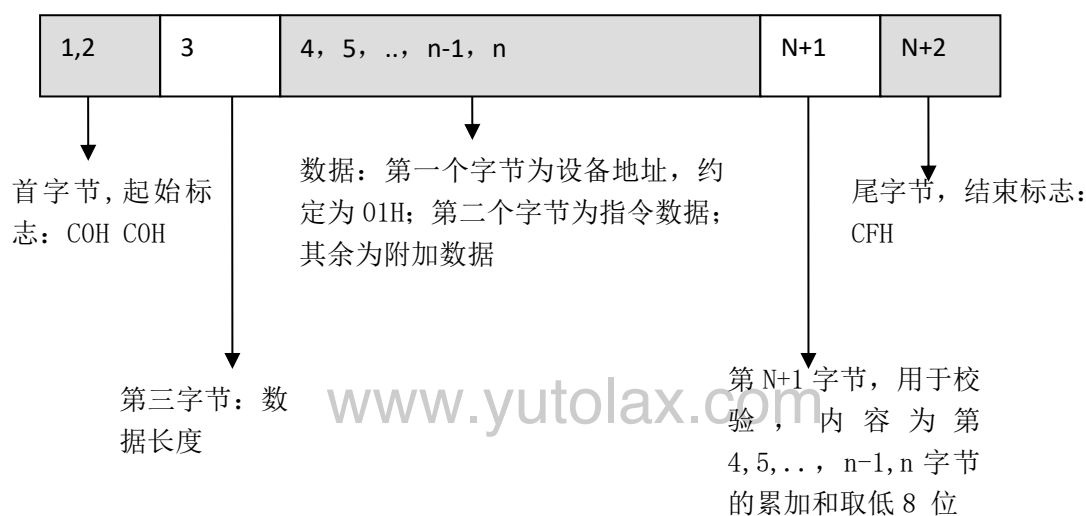 1,2
3
4，5，..，n-1，n
N+1
N+2
首字节,起始标
志：C0H C0H
数据：第一个字节为设备地址，约
定为 01H；第二个字节为指令数据；
其余为附加数据
尾字节，结束标志：
CFH
第三字节：数
据长度
www.yutolax.com
第 N+1 字节，用于校
验，内容为第
4,5,..，n-1,n 字节
的累加和取低 8 位